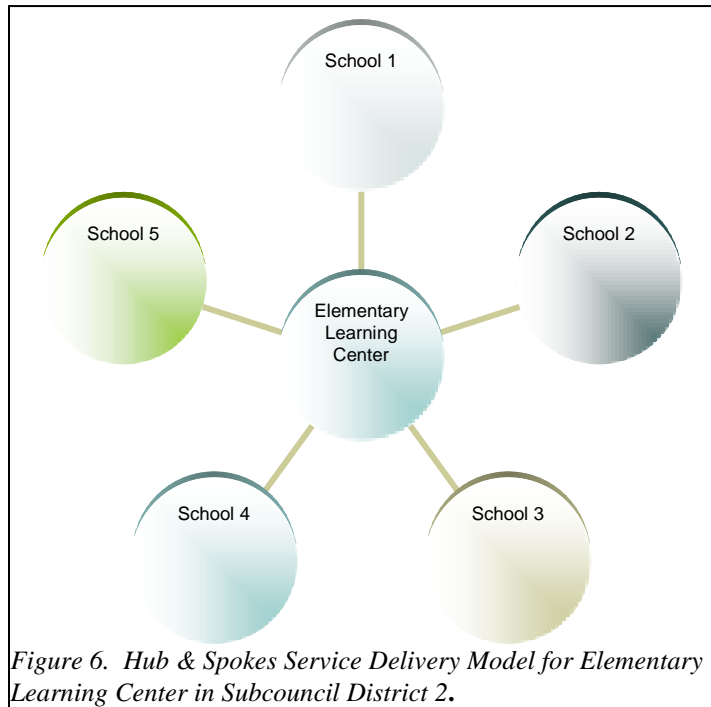 School 1
School 5
School 2
Elementary
Learning
Center
School 4
School 3
Figure 6.  Hub & Spokes Service Delivery Model for Elementary
Learning Center in Subcouncil District 2.